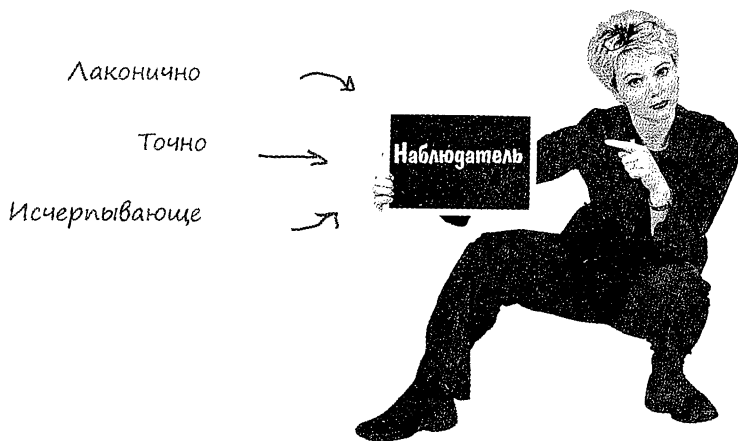 Лаконично
Точно
Исчерпывающе
Наблюдатель